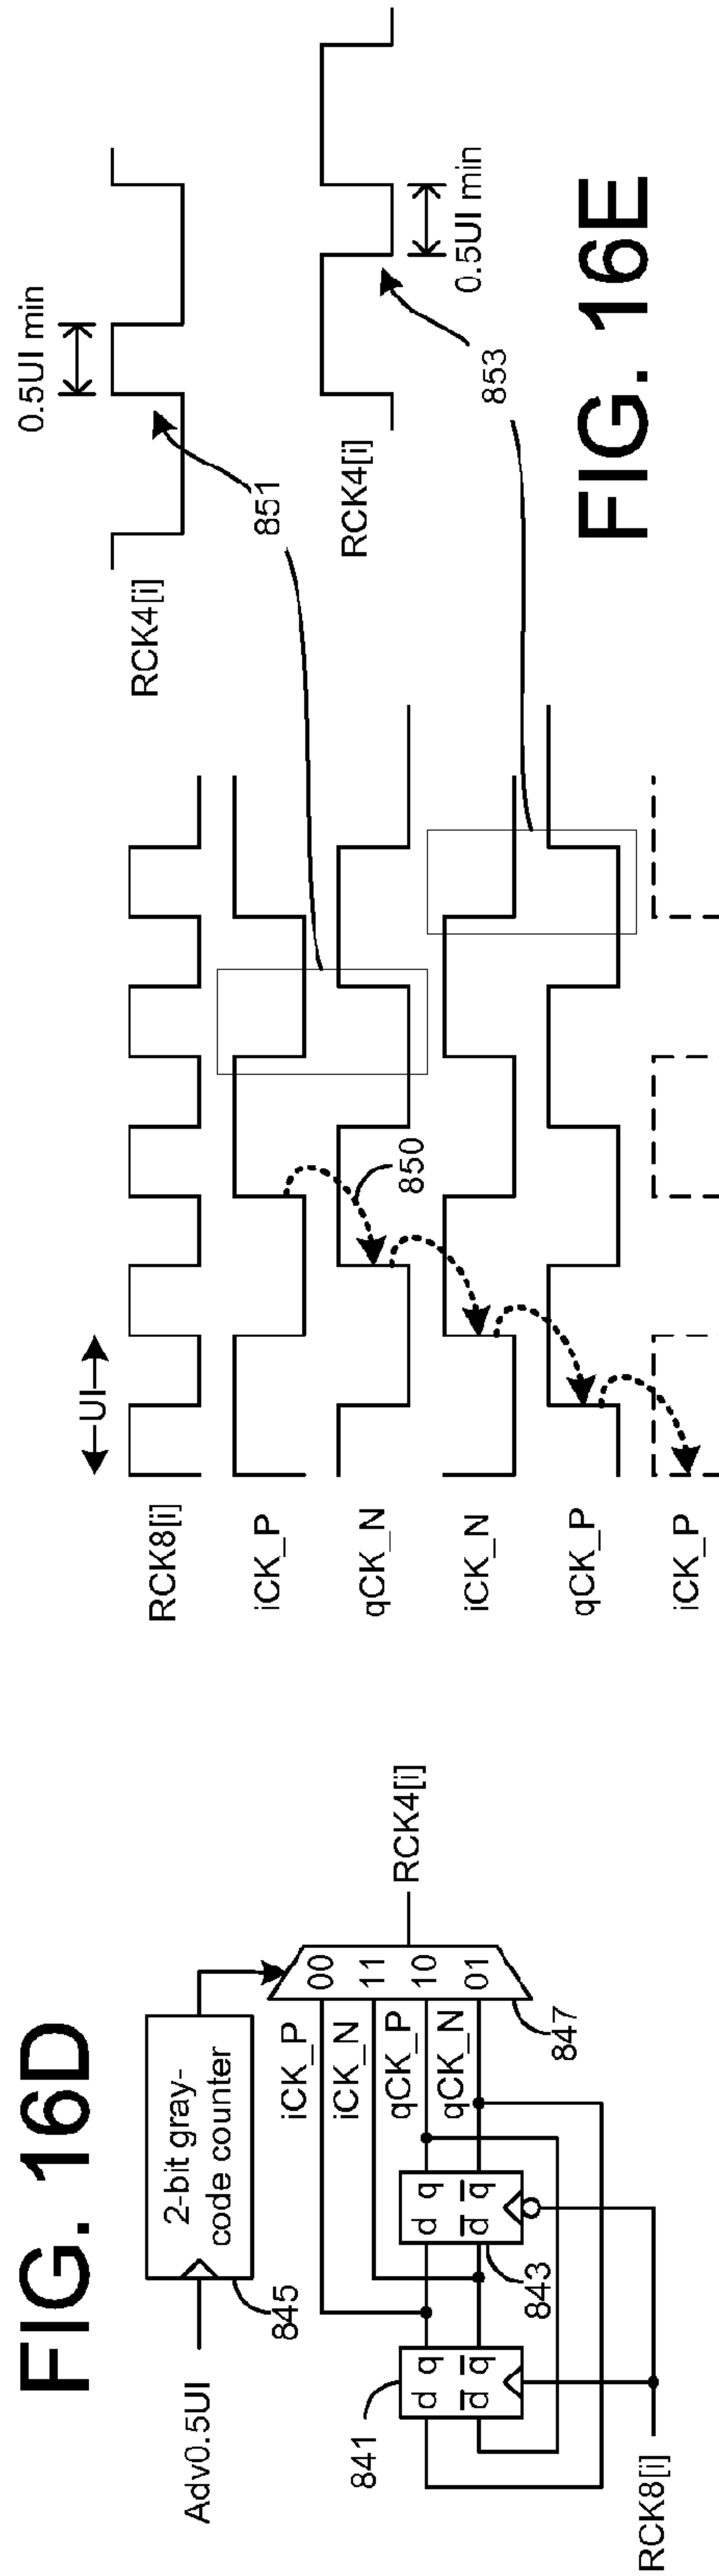 FIG. 16D
Adv0.5UI
2-bit gray-
code counter
845
iCK_P
iCK_N
qCK_P
qCK_N
00
11
10
01
RCK4[i]
847
841
d q
d q
d q
d q
843
RCK8[i]
UI
RCK8[i]
iCK_P
qCK_N
iCK_N
qCK_P
iCK_P
850
851
853
RCK4[i]
0.5UI min
RCK4[i]
0.5UI min
FIG. 16E